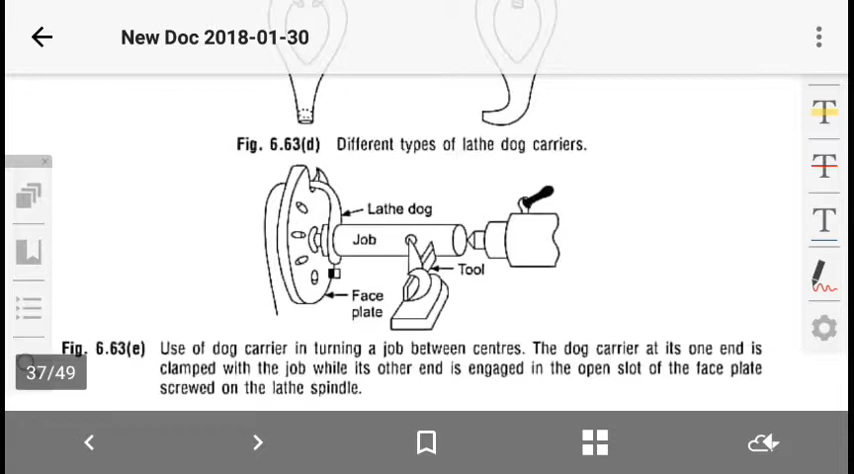 New Doc 2018-01-30
Fig. 6.63(d) Different types of lathe dog carriers.
Lathe dog
Job
Tool
Face
plate
Fig. 6.63(e) Use of dog carrier in turning a job between centres. The dog carrier at its one end is
clamped with the job while its other end is engaged in the open slot of the face plate
screwed on the lathe spindle.
37/49
T
T
T